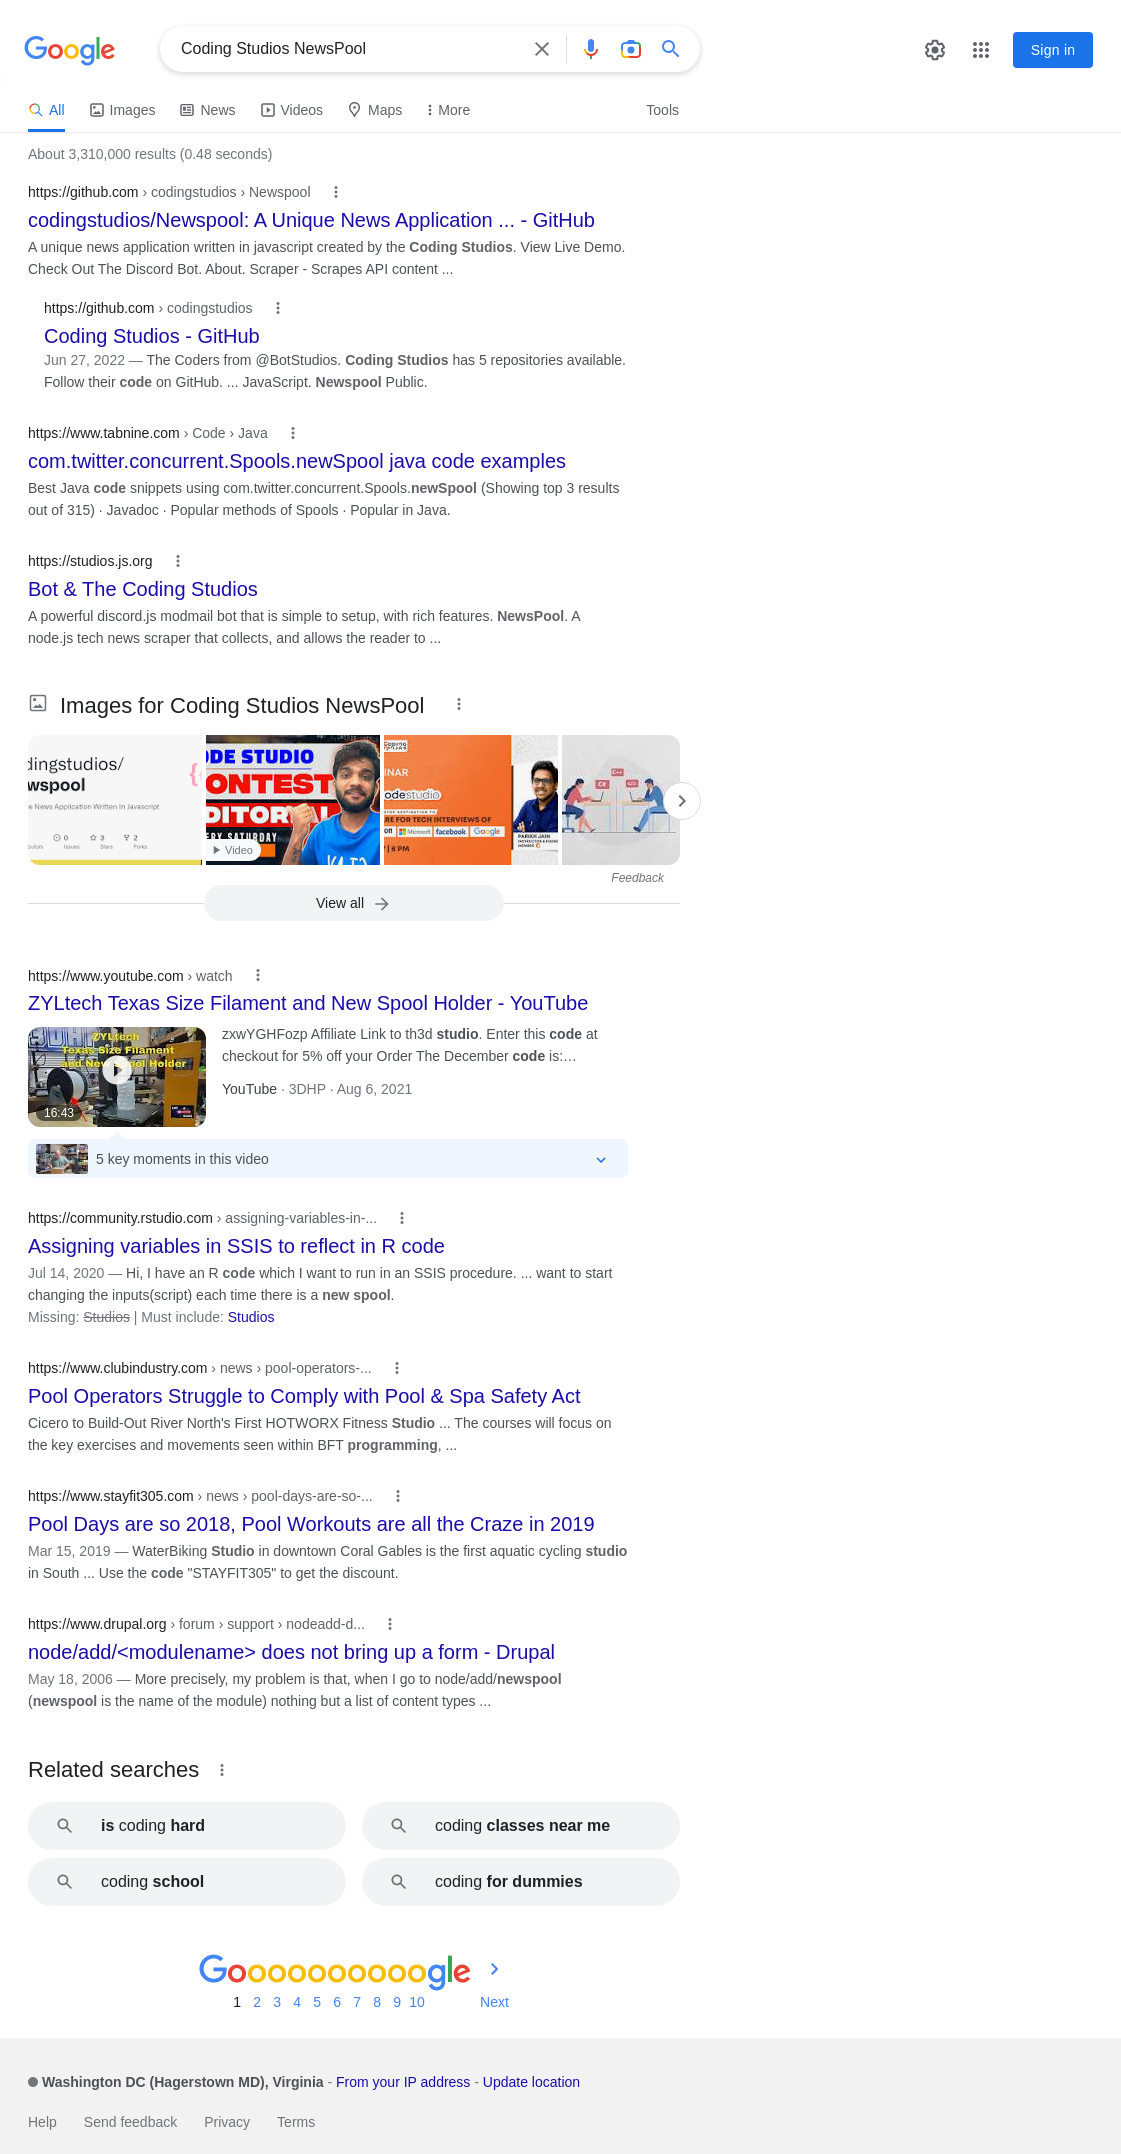 Google
Coding Studios NewsPool
Sign in
All
Images
News
Videos
Maps
More
Tools
About 3,310,000 results (0.48 seconds)
https://github.com › codingstudios › Newspool
codingstudios/Newspool: A Unique News Application ... - GitHub
A unique news application written in javascript created by the Coding Studios. View Live Demo.
Check Out The Discord Bot. About. Scraper - Scrapes API content ...
https://github.com › codingstudios
Coding Studios - GitHub
Jun 27, 2022 — The Coders from @BotStudios. Coding Studios has 5 repositories available.
Follow their code on GitHub. ... JavaScript. Newspool Public.
https://www.tabnine.com › Code › Java
com.twitter.concurrent.Spools.newSpool java code examples
Best Java code snippets using com.twitter.concurrent.Spools.newSpool (Showing top 3 results
out of 315) · Javadoc · Popular methods of Spools · Popular in Java.
https://studios.js.org
Bot & The Coding Studios
A powerful discord.js modmail bot that is simple to setup, with rich features. NewsPool. A
node.js tech news scraper that collects, and allows the reader to ...
Images for Coding Studios NewsPool
dingstudios/
wspool
e News Application Written In Javascript
0
3
2
Issues
Stars
Forks
ODE STUDIO
ONTEST
DITORIAL
Video
CODING
INAR
odestudio
RE FOR TECH INTERVIEWS OF
Microsoft
facebook
Google
| 8 PM
PARIKH JAIN
C#
C++
</>
Feedback
View all
https://www.youtube.com › watch
ZYLtech Texas Size Filament and New Spool Holder - YouTube
ZYLtech
Texas Size Filament
and New Spool Holder
16:43
zxwYGHFozp Affiliate Link to th3d studio. Enter this code at
checkout for 5% off your Order The December code is:…
YouTube · 3DHP · Aug 6, 2021
5 key moments in this video
https://community.rstudio.com › assigning-variables-in-...
Assigning variables in SSIS to reflect in R code
Jul 14, 2020 — Hi, I have an R code which I want to run in an SSIS procedure. ... want to start
changing the inputs(script) each time there is a new spool.
Missing: Studios | Must include: Studios
https://www.clubindustry.com › news › pool-operators-...
Pool Operators Struggle to Comply with Pool & Spa Safety Act
Cicero to Build-Out River North's First HOTWORX Fitness Studio ... The courses will focus on
the key exercises and movements seen within BFT programming, ...
https://www.stayfit305.com › news › pool-days-are-so-...
Pool Days are so 2018, Pool Workouts are all the Craze in 2019
Mar 15, 2019 — WaterBiking Studio in downtown Coral Gables is the first aquatic cycling studio
in South ... Use the code "STAYFIT305" to get the discount.
https://www.drupal.org › forum › support › nodeadd-d...
node/add/<modulename> does not bring up a form - Drupal
May 18, 2006 — More precisely, my problem is that, when I go to node/add/newspool
(newspool is the name of the module) nothing but a list of content types ...
Related searches
is coding hard
coding classes near me
coding school
coding for dummies
Goooooooooogle
1 2 3 4 5 6 7 8 9 10 Next
Washington DC (Hagerstown MD), Virginia - From your IP address - Update location
Help
Send feedback
Privacy
Terms